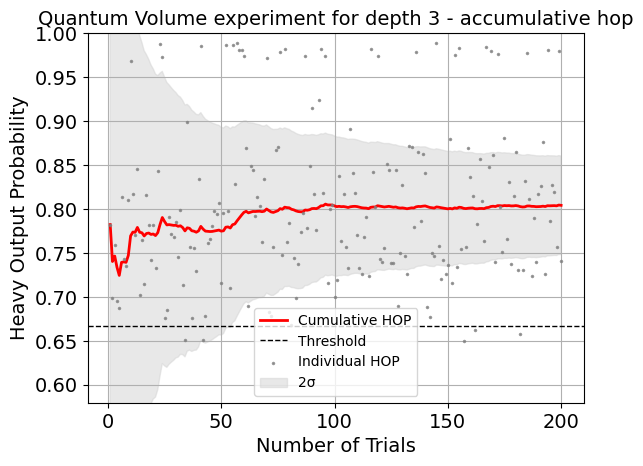 Quantum Volume experiment for depth 3 - accumulative hop
1.00
0.95
0.90
0.85
0.80
0.75
0.70
0.65
0.60
Heavy Output Probability
Cumulative HOP
Threshold
Individual HOP
2σ
0 50 100 150 200
Number of Trials